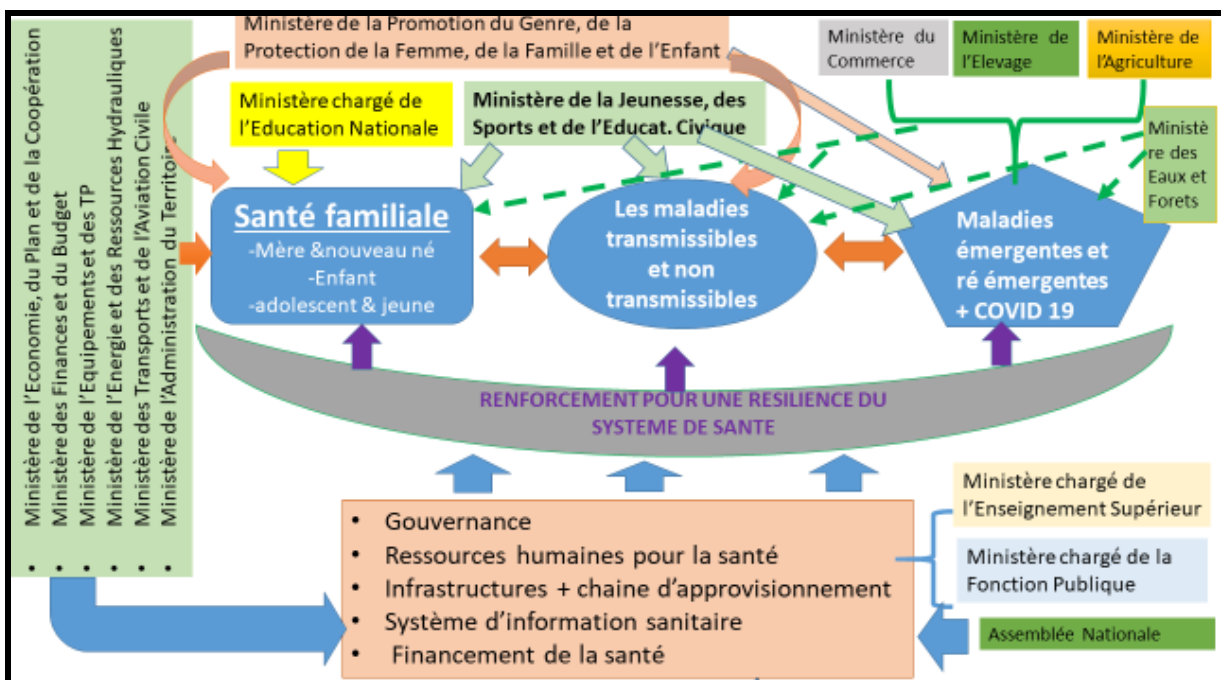 Ministère de la Promotion du Genre, de la
Protection de la Femme, de la Famille et de l'Enfant
Ministère du
Commerce
Ministère de
l'Elevage
Ministère de
l'Agriculture
Ministère chargé de
l'Education Nationale
Ministère de la Jeunesse, des
Sports et de l'Educat. Civique
Ministè
re des
Eaux et
Forets
• Ministère de l'Economie, du Plan et de la Coopération
• Ministère des Finances et du Budget
• Ministère de l'Equipements et des TP
• Ministère de l'Energie et des Ressources Hydrauliques
• Ministère des Transports et de l'Aviation Civile
• Ministère de l'Administration du Territoire
Santé familiale
-Mère &nouveau né
-Enfant
-adolescent & jeune
Les maladies
transmissibles
et non
transmissibles
Maladies
émergentes et
ré émergentes
+ COVID 19
RENFORCEMENT POUR UNE RESILIENCE DU
SYSTEME DE SANTE
• Gouvernance
• Ressources humaines pour la santé
• Infrastructures + chaine d'approvisionnement
• Système d'information sanitaire
• Financement de la santé
Ministère chargé de
l'Enseignement Supérieur
Ministère chargé de la
Fonction Publique
Assemblée Nationale